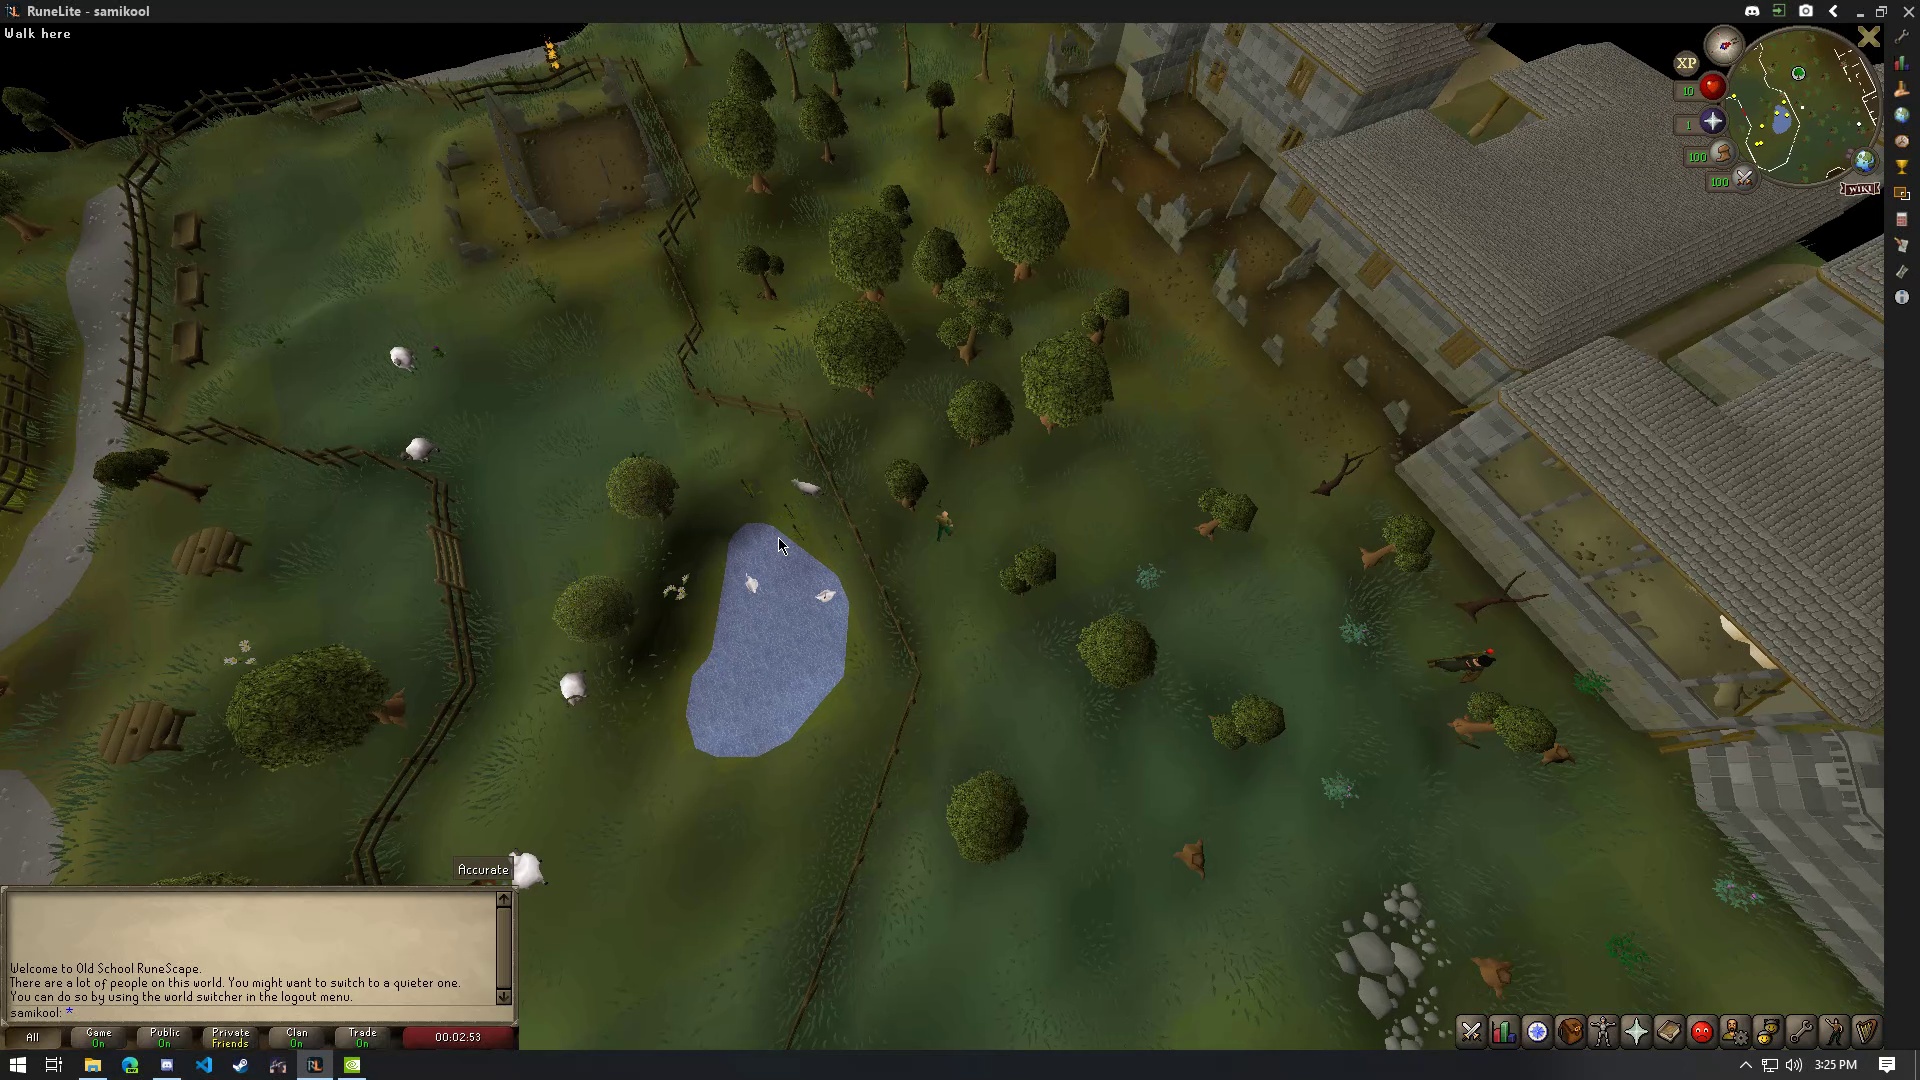 RuneLite - samikool
Walk here
XP
10
1
100
100
WIKI
Accurate
Welcome to Old School RuneScape.
There are a lot of people on this world. You might want to switch to a quieter one.
You can do so by using the world switcher in the logout menu.
samikool: *
All
Game
On
Public
On
Private
Friends
Clan
On
Trade
On
00:02:53
3:25 PM